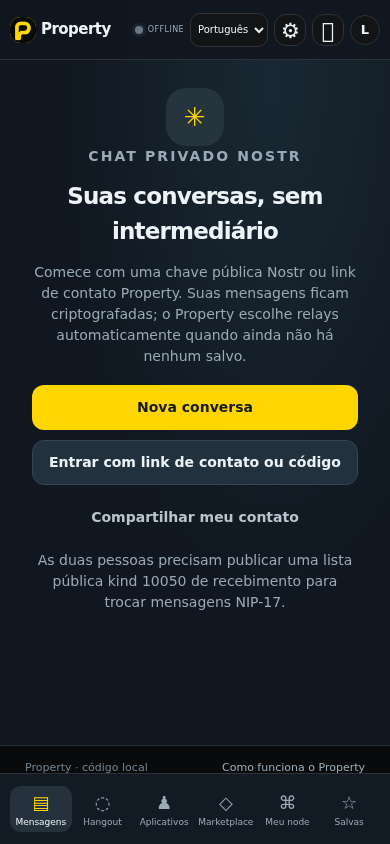 Property
OFFLINE
Português
L
CHAT PRIVADO NOSTR
Suas conversas, sem
intermediário
Comece com uma chave pública Nostr ou link
de contato Property. Suas mensagens ficam
criptografadas; o Property escolhe relays
automaticamente quando ainda não há
nenhum salvo.
Nova conversa
Entrar com link de contato ou código
Compartilhar meu contato
As duas pessoas precisam publicar uma lista
pública kind 10050 de recebimento para
trocar mensagens NIP-17.
Property · código local
Como funciona o Property
Mensagens
Hangout
Aplicativos
Marketplace
Meu node
Salvas